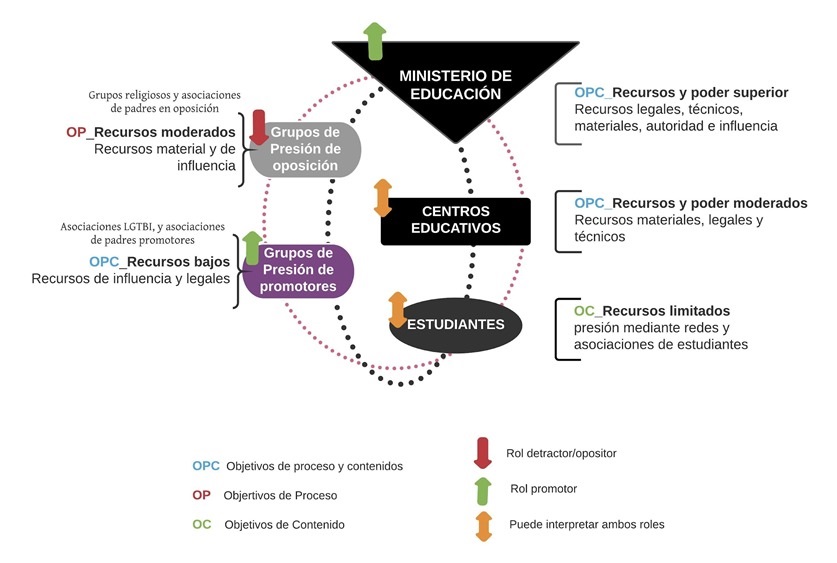 MINISTERIO DE
EDUCACIÓN
OPC_Recursos y poder superior
Recursos legales, técnicos,
materiales, autoridad e influencia
Grupos religiosos y asociaciones
de padres en oposición
OP_Recursos moderados
Recursos material y de
influencia
Grupos de
Presión de
oposición
CENTROS
EDUCATIVOS
OPC_Recursos y poder moderados
Recursos materiales, legales y
técnicos
Asociaciones LGTBI, y asociaciones
de padres promotores
OPC_Recursos bajos
Recursos de influencia y legales
Grupos de
Presión de
promotores
ESTUDIANTES
OC_Recursos limitados
presión mediante redes y
asociaciones de estudiantes
OPC Objetivos de proceso y contenidos
OP Objertivos de Proceso
OC Objetivos de Contenido
Rol detractor/opositor
Rol promotor
Puede interpretar ambos roles